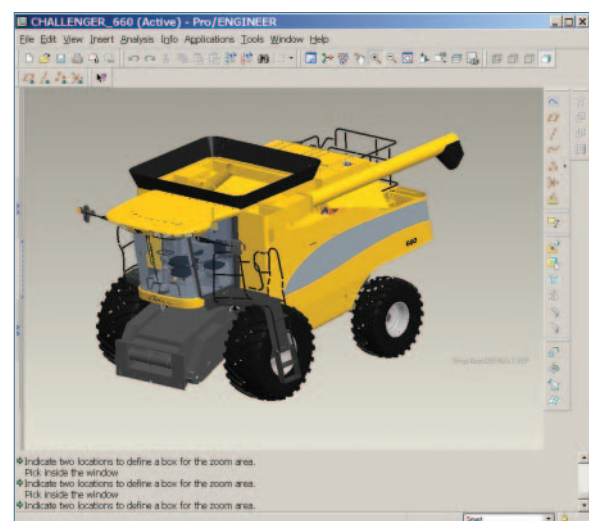 CHALLENGER_660 (Active) - Pro/ENGINEER
File Edit View Insert Analysis Info Applications Tools Window Help
660
Indicate two locations to define a box for the zoom area.
Pick inside the window
Indicate two locations to define a box for the zoom area.
Pick inside the window
Indicate two locations to define a box for the zoom area.
Smart